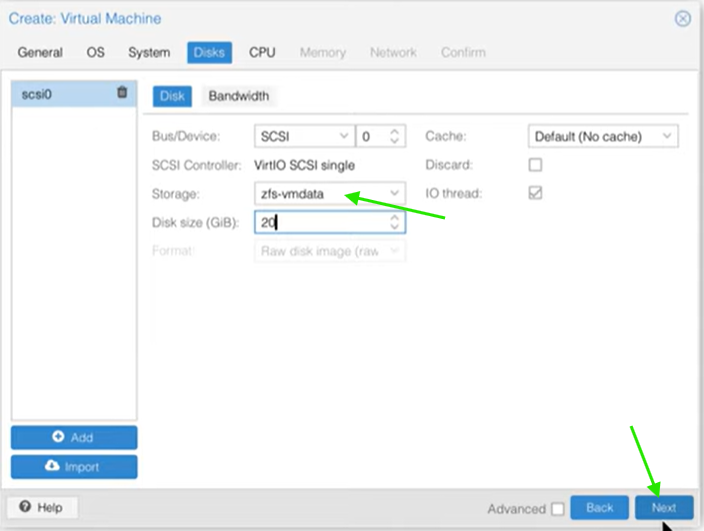 Create: Virtual Machine
General OS System Disks CPU Memory Network Confirm
scsi0
Disk Bandwidth
Bus/Device: SCSI 0 Cache: Default (No cache)
SCSI Controller: VirtIO SCSI single Discard:
Storage: zfs-vmdata IO thread:
Disk size (GiB): 20
Format: Raw disk image (raw
Add
Import
Help Advanced Back Next